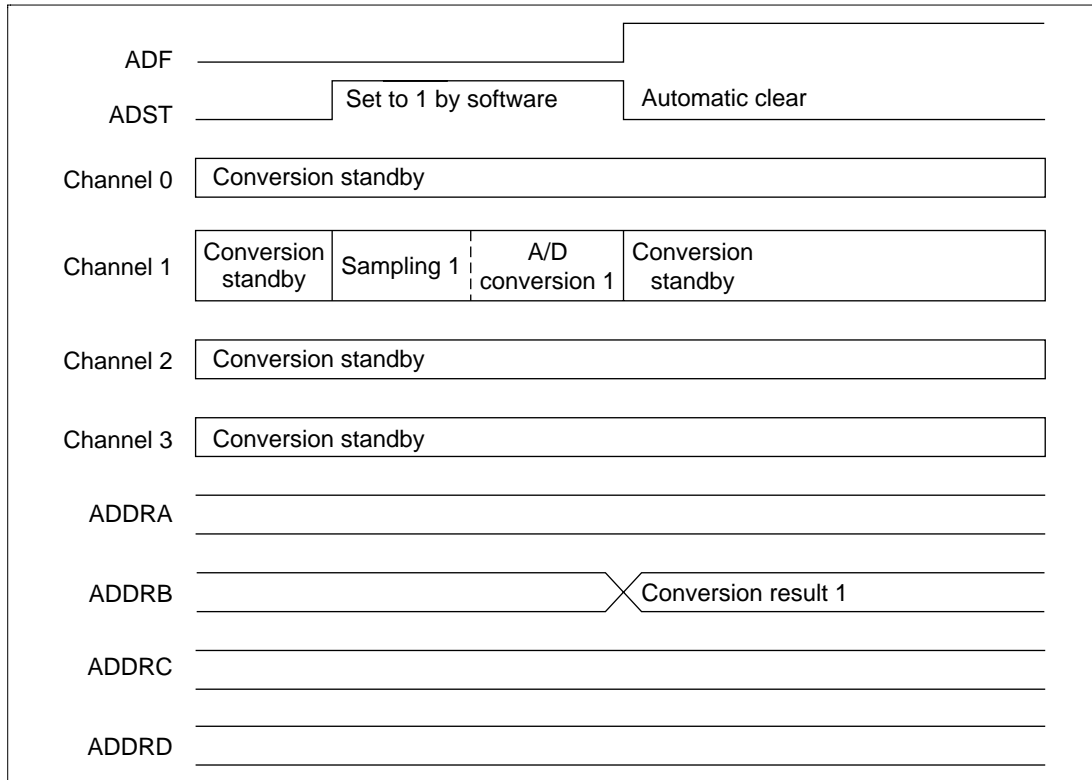 ADF
ADST Set to 1 by software Automatic clear
Channel 0 Conversion standby
Channel 1 Conversion standby Sampling 1 A/D conversion 1 Conversion standby
Channel 2 Conversion standby
Channel 3 Conversion standby
ADDRA
ADDRB Conversion result 1
ADDRC
ADDRD